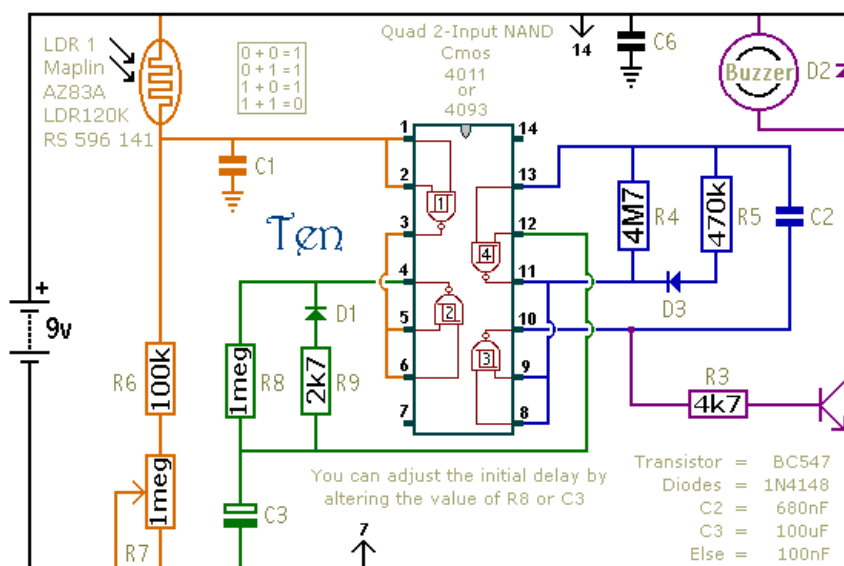 LDR 1
Maplin
AZ83A
LDR120K
RS 596 141
0 + 0 = 1
0 + 1 = 1
1 + 0 = 1
1 + 1 = 0
Quad 2-Input NAND
Cmos
4011
or
4093
14
C6
Buzzer
D2
C1
1
2
3
4
5
6
7
14
13
12
11
10
9
8
1
2
3
4
Ten
4M7
R4
470k
R5
C2
D3
+
9v
D1
R6
100k
1meg
R8
2k7
R9
R3
4k7
1meg
R7
C3
You can adjust the initial delay by
altering the value of R8 or C3
7
Transistor = BC547
Diodes = 1N4148
C2 = 680nF
C3 = 100uF
Else = 100nF